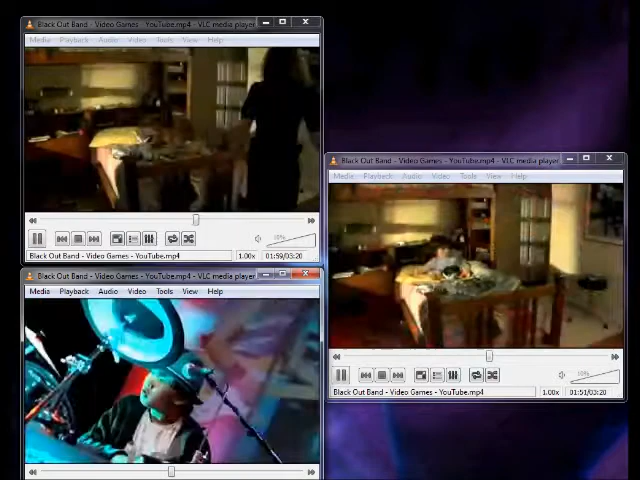 Black Out Band - Video Games - YouTube.mp4 - VLC media player
Media Playback Audio Video Tools View Help
Black Out Band - Video Games - YouTube.mp4 1.00x 01:59/03:20
Black Out Band - Video Games - YouTube.mp4 - VLC media player
Media Playback Audio Video Tools View Help
Black Out Band - Video Games - YouTube.mp4 - VLC media player
Media Playback Audio Video Tools View Help
Black Out Band - Video Games - YouTube.mp4 1.00x 01:51/03:20